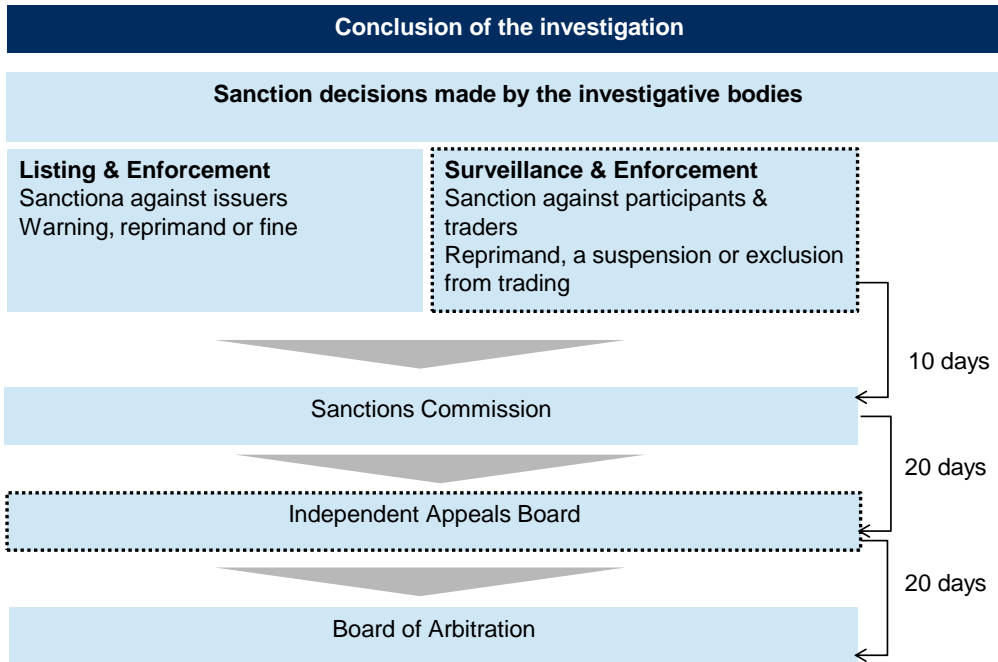 Conclusion of the investigation
Sanction decisions made by the investigative bodies
Listing & Enforcement
Sanctiona against issuers
Warning, reprimand or fine
Surveillance & Enforcement
Sanction against participants &
traders
Reprimand, a suspension or exclusion
from trading
10 days
Sanctions Commission
20 days
Independent Appeals Board
20 days
Board of Arbitration